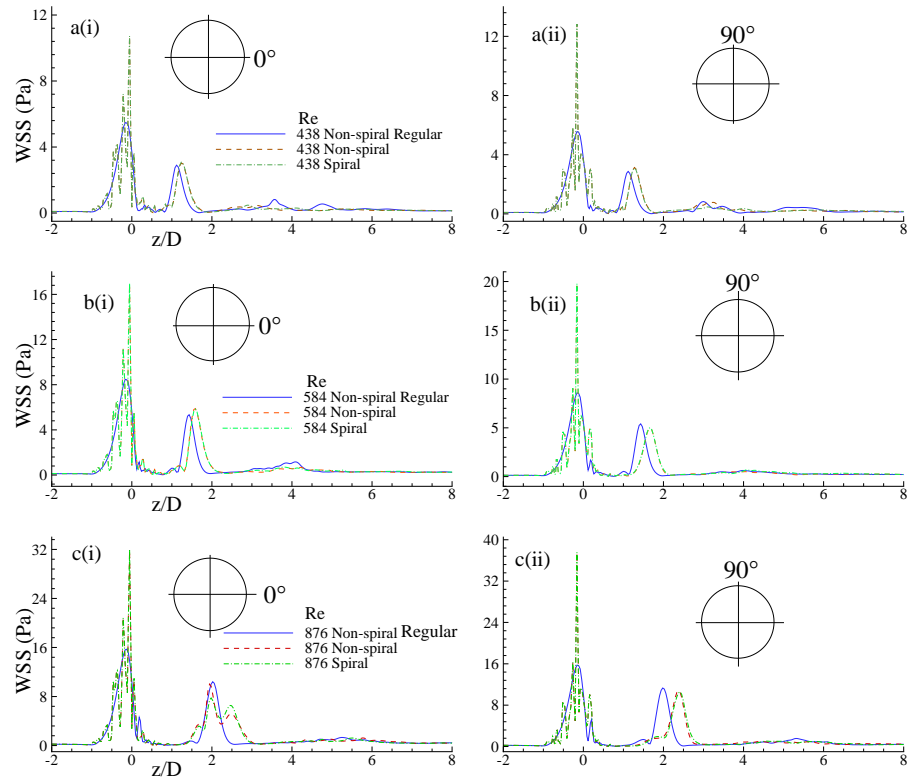 a(i)
0°
WSS (Pa)
12
9
6
3
0
Re
438 Non-spiral Regular
438 Non-spiral
438 Spiral
-2 0 2 4 6 8
z/D
a(ii)
90°
12
8
4
0
-2 0 2 4 6 8
b(i)
0°
WSS (Pa)
16
12
8
4
0
Re
584 Non-spiral Regular
584 Non-spiral
584 Spiral
-2 0 2 4 6 8
z/D
b(ii)
90°
20
15
10
5
0
-2 0 2 4 6 8
c(i)
0°
WSS (Pa)
32
24
16
8
0
Re
876 Non-spiral Regular
876 Non-spiral
876 Spiral
-2 0 2 4 6 8
z/D
c(ii)
90°
40
32
24
16
8
0
-2 0 2 4 6 8